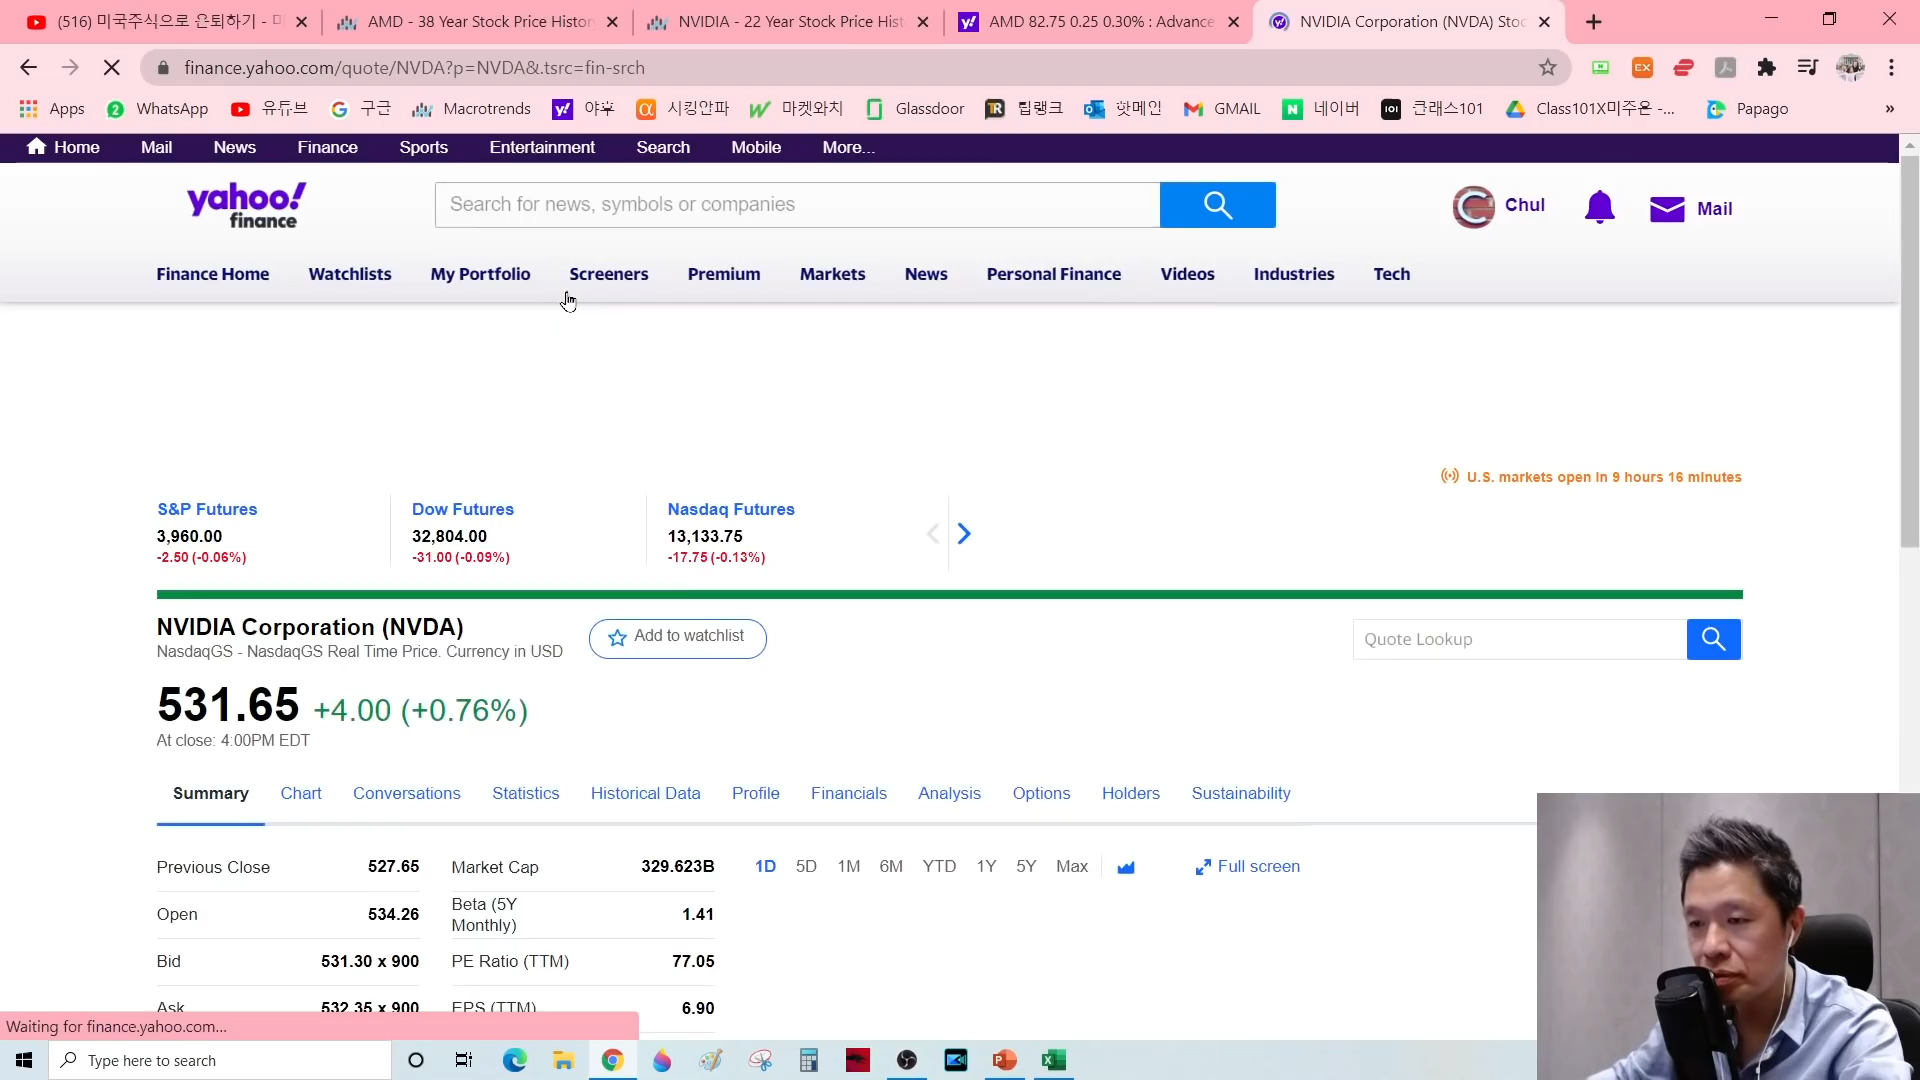 (516) 미국주식으로 은퇴하기 - 미
AMD - 38 Year Stock Price Histor
NVIDIA - 22 Year Stock Price Hist
AMD 82.75 0.25 0.30% : Advance
NVIDIA Corporation (NVDA) Stoc
finance.yahoo.com/quote/NVDA?p=NVDA&.tsrc=fin-srch
Apps
WhatsApp
유튜브
구글
Macrotrends
야후
시킹알파
마켓와치
Glassdoor
팁랭크
핫메일
GMAIL
네이버
클래스101
Class101X미주은 -...
Papago
Home Mail News Finance Sports Entertainment Search Mobile More...
yahoo!
finance
Search for news, symbols or companies
Chul
Mail
Finance Home Watchlists My Portfolio Screeners Premium Markets News Personal Finance Videos Industries Tech
U.S. markets open in 9 hours 16 minutes
S&P Futures
3,960.00
-2.50 (-0.06%)
Dow Futures
32,804.00
-31.00 (-0.09%)
Nasdaq Futures
13,133.75
-17.75 (-0.13%)
NVIDIA Corporation (NVDA)
NasdaqGS - NasdaqGS Real Time Price. Currency in USD
Add to watchlist
Quote Lookup
531.65 +4.00 (+0.76%)
At close: 4:00PM EDT
Summary Chart Conversations Statistics Historical Data Profile Financials Analysis Options Holders Sustainability
Previous Close 527.65
Open 534.26
Bid 531.30 x 900
Ask 532.35 x 900
Market Cap 329.623B
Beta (5Y Monthly) 1.41
PE Ratio (TTM) 77.05
EPS (TTM) 6.90
1D 5D 1M 6M YTD 1Y 5Y Max
Full screen
Waiting for finance.yahoo.com...
Type here to search